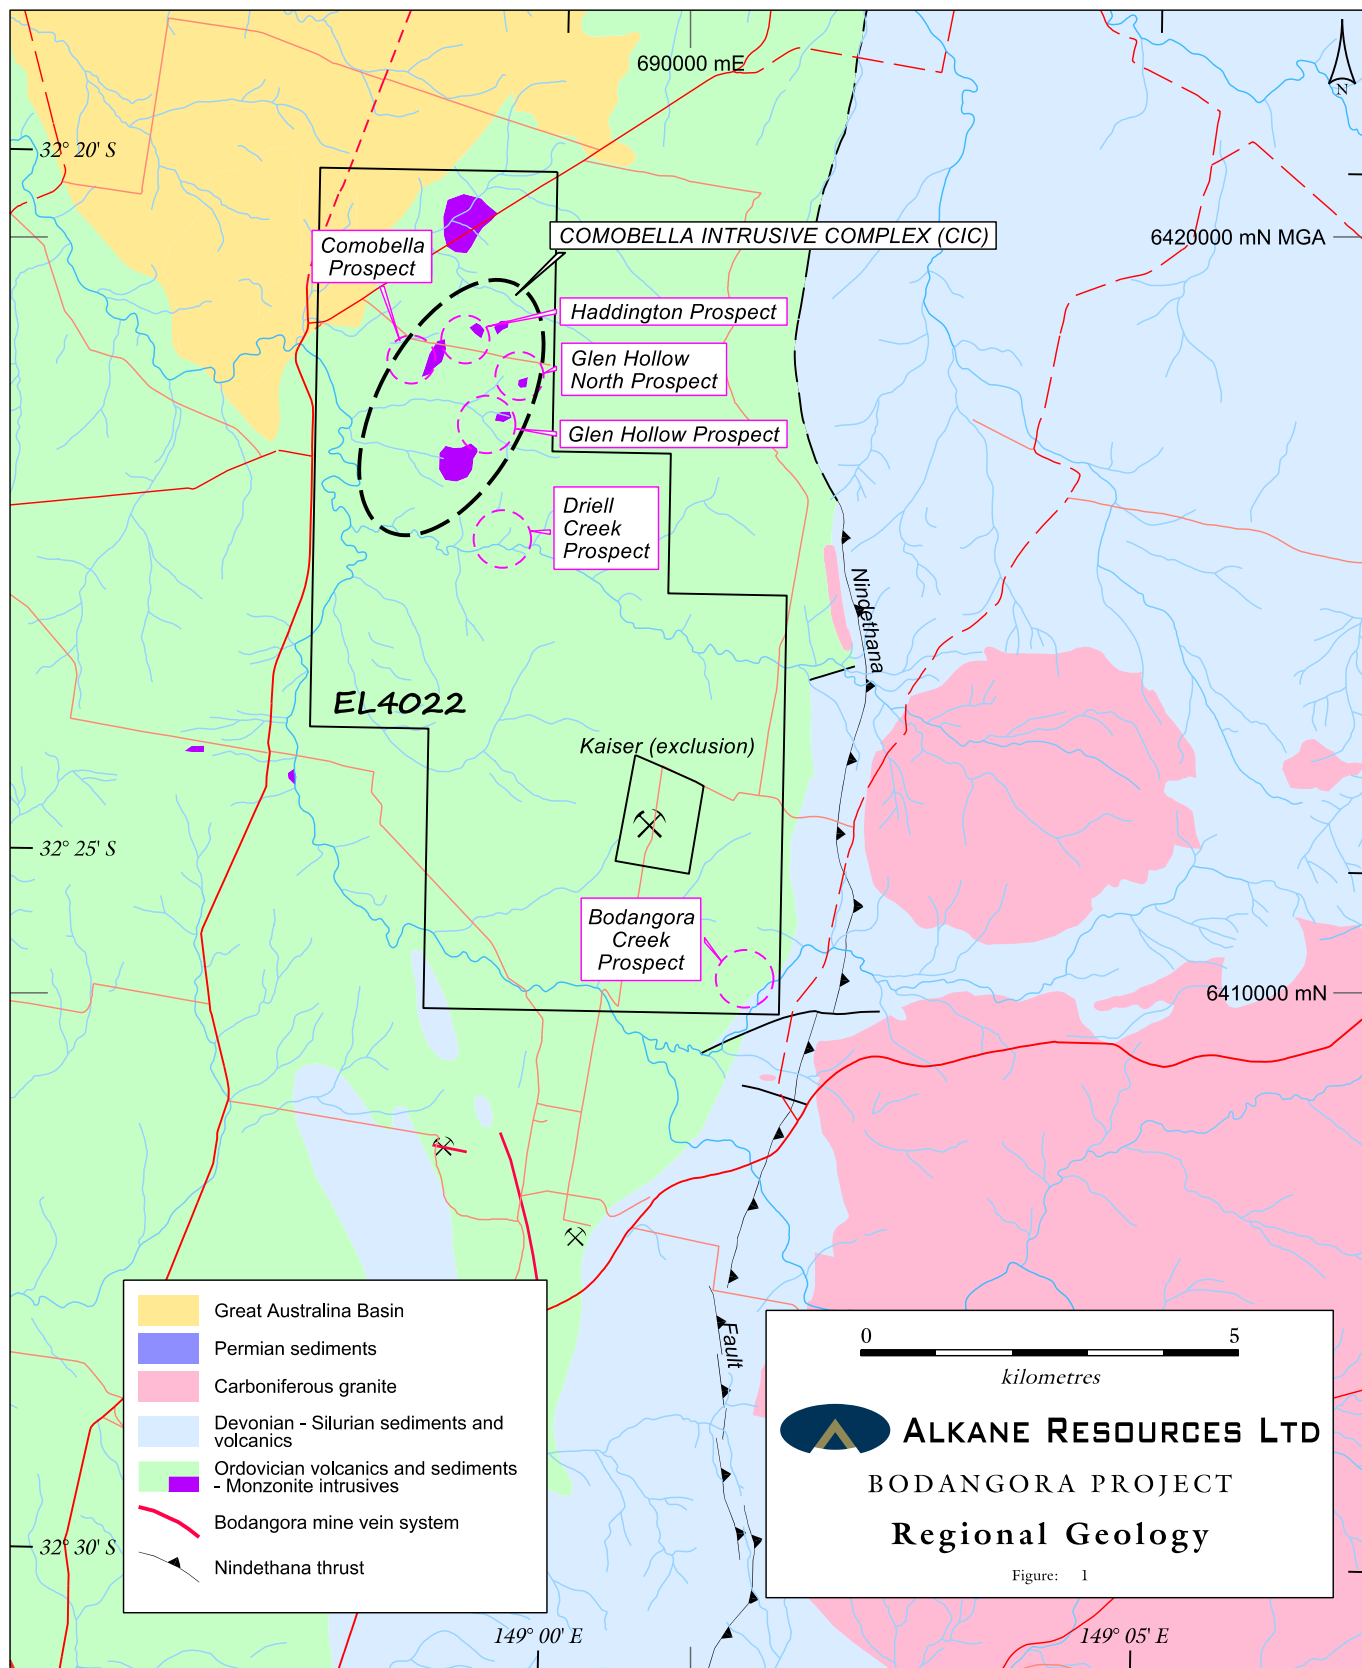 690000 mE
N
32° 20' S
6420000 mN MGA
COMOBELLA INTRUSIVE COMPLEX (CIC)
Comobella
Prospect
Haddington Prospect
Glen Hollow
North Prospect
Glen Hollow Prospect
Driell
Creek
Prospect
Nindethana
EL4022
Kaiser (exclusion)
32° 25' S
Bodangora
Creek
Prospect
6410000 mN
Fault
Great Australina Basin
Permian sediments
Carboniferous granite
Devonian - Silurian sediments and
volcanics
Ordovician volcanics and sediments
- Monzonite intrusives
Bodangora mine vein system
Nindethana thrust
0 5
kilometres
ALKANE RESOURCES LTD
BODANGORA PROJECT
Regional Geology
Figure: 1
32° 30' S
149° 00' E
149° 05' E